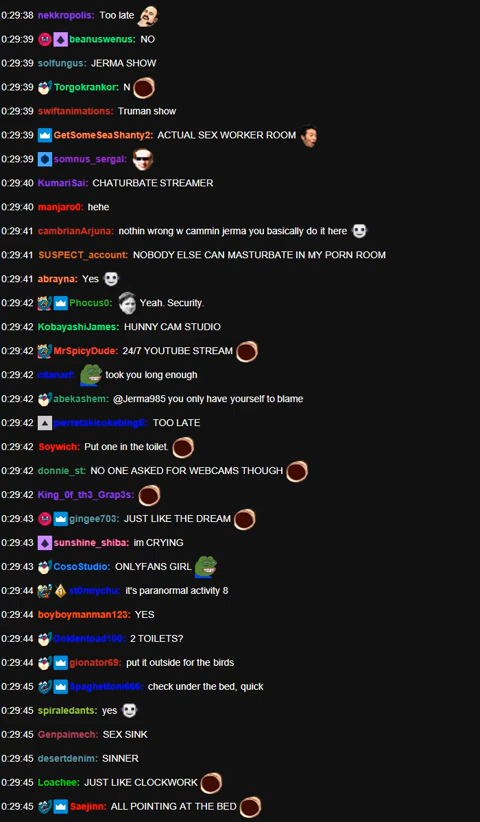 0:29:38 nekkropolis: Too late
0:29:39 beanuswenus: NO
0:29:39 solfungus: JERMA SHOW
0:29:39 Torgokrankor: N
0:29:39 swiftanimations: Truman show
0:29:39 GetSomeSeaShanty2: ACTUAL SEX WORKER ROOM
0:29:39 somnus_sergal:
0:29:40 KumariSai: CHATURBATE STREAMER
0:29:40 manjaro0: hehe
0:29:41 cambrianArjuna: nothin wrong w cammin jerma you basically do it here
0:29:41 SUSPECT_account: NOBODY ELSE CAN MASTURBATE IN MY PORN ROOM
0:29:41 abrayna: Yes
0:29:42 Phocus0: Yeah. Security.
0:29:42 KobayashiJames: HUNNY CAM STUDIO
0:29:42 MrSpicyDude: 24/7 YOUTUBE STREAM
0:29:42 took you long enough
0:29:42 abekashem: @Jerma985 you only have yourself to blame
0:29:42 TOO LATE
0:29:42 Soywich: Put one in the toilet.
0:29:42 donnie_st: NO ONE ASKED FOR WEBCAMS THOUGH
0:29:42 King_0f_th3_Grap3s:
0:29:43 gingee703: JUST LIKE THE DREAM
0:29:43 sunshine_shiba: im CRYING
0:29:43 CosoStudio: ONLYFANS GIRL
0:29:44 it's paranormal activity 8
0:29:44 boyboymanman123: YES
0:29:44 Goldentoad100: 2 TOILETS?
0:29:44 gionator69: put it outside for the birds
0:29:45 Spaghettoni666: check under the bed, quick
0:29:45 spiraledants: yes
0:29:45 Genpaimech: SEX SINK
0:29:45 desertdenim: SINNER
0:29:45 Loachee: JUST LIKE CLOCKWORK
0:29:45 Saejinn: ALL POINTING AT THE BED